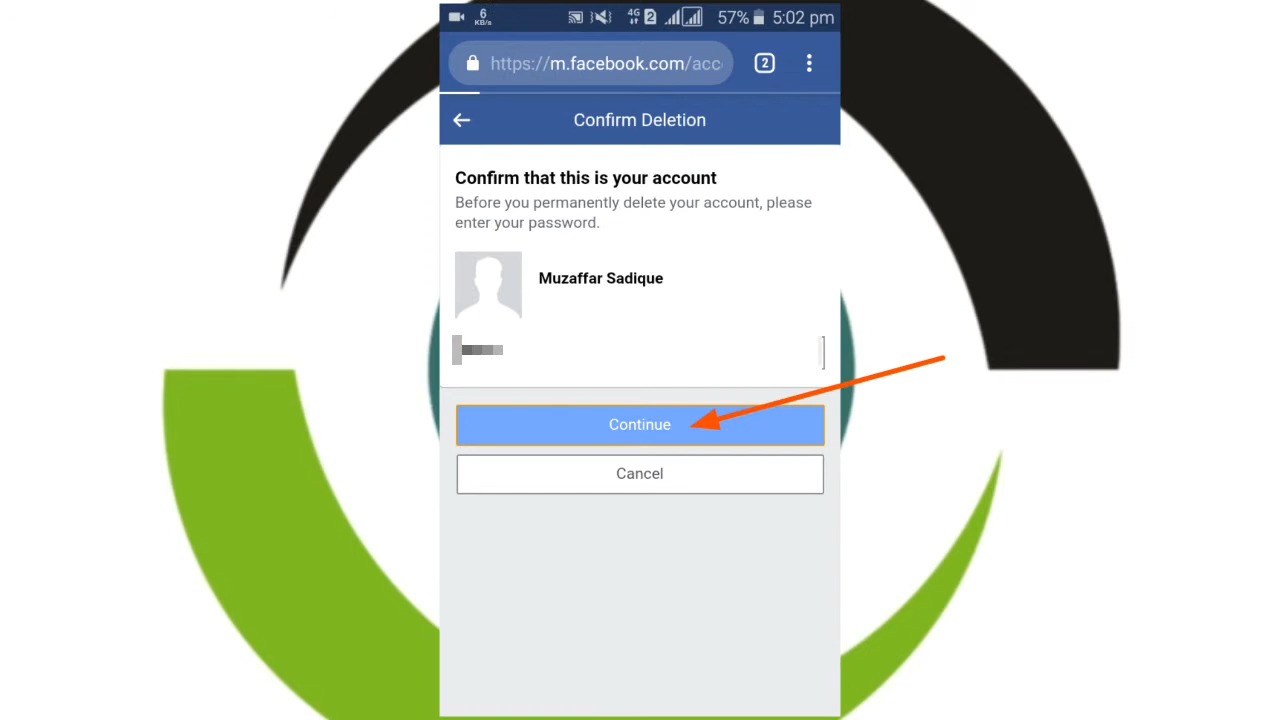 6
KB/s
4G 2 57% 5:02 pm
https://m.facebook.com/acc
2
Confirm Deletion
Confirm that this is your account
Before you permanently delete your account, please
enter your password.
Muzaffar Sadique
Continue
Cancel